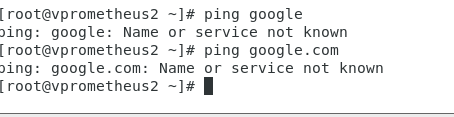 [root@vprometheus2 ~]# ping google
ping: google: Name or service not known
[root@vprometheus2 ~]# ping google.com
ping: google.com: Name or service not known
[root@vprometheus2 ~]#